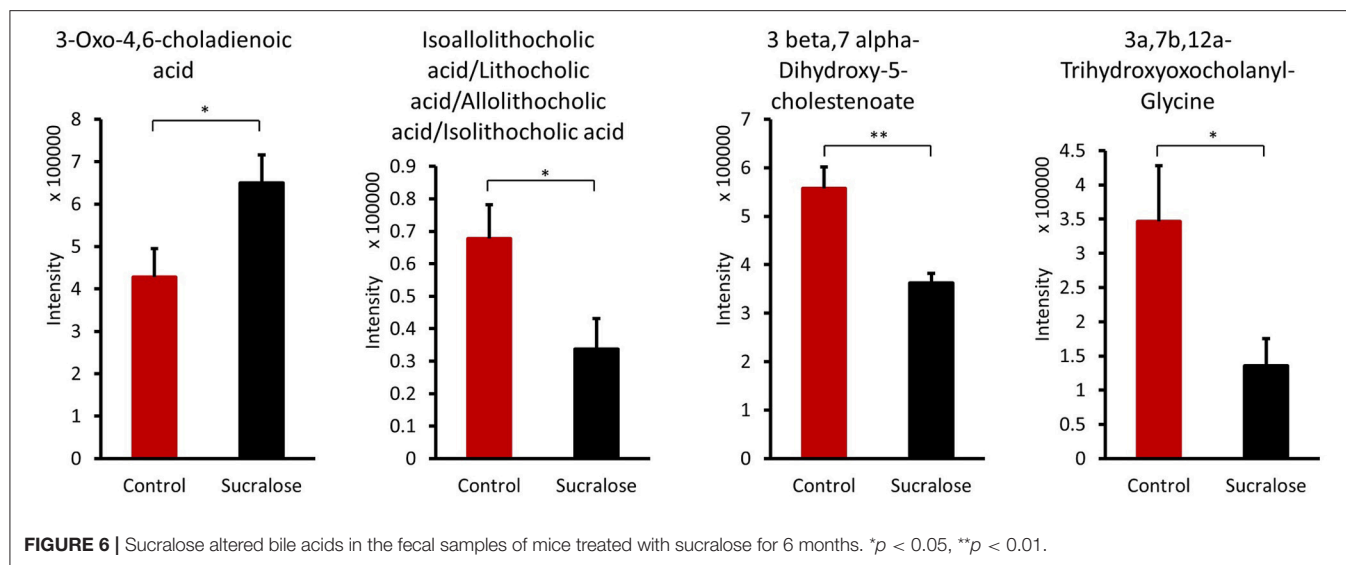 3-Oxo-4,6-choladienoic
acid
8
7
6
5
4
3
2
1
0
Intensity x 100000
*
Control Sucralose
Isoallolithocholic
acid/Lithocholic
acid/Allolithocholic
acid/Isolithocholic acid
0.9
0.8
0.7
0.6
0.5
0.4
0.3
0.2
0.1
0
Intensity x 100000
*
Control Sucralose
3 beta,7 alpha-
Dihydroxy-5-
cholestenoate
7
6
5
4
3
2
1
0
Intensity x 100000
**
Control Sucralose
3a,7b,12a-
Trihydroxyoxocholanyl-
Glycine
4.5
4
3.5
3
2.5
2
1.5
1
0.5
0
Intensity x 100000
*
Control Sucralose
FIGURE 6 | Sucralose altered bile acids in the fecal samples of mice treated with sucralose for 6 months. *p < 0.05, **p < 0.01.